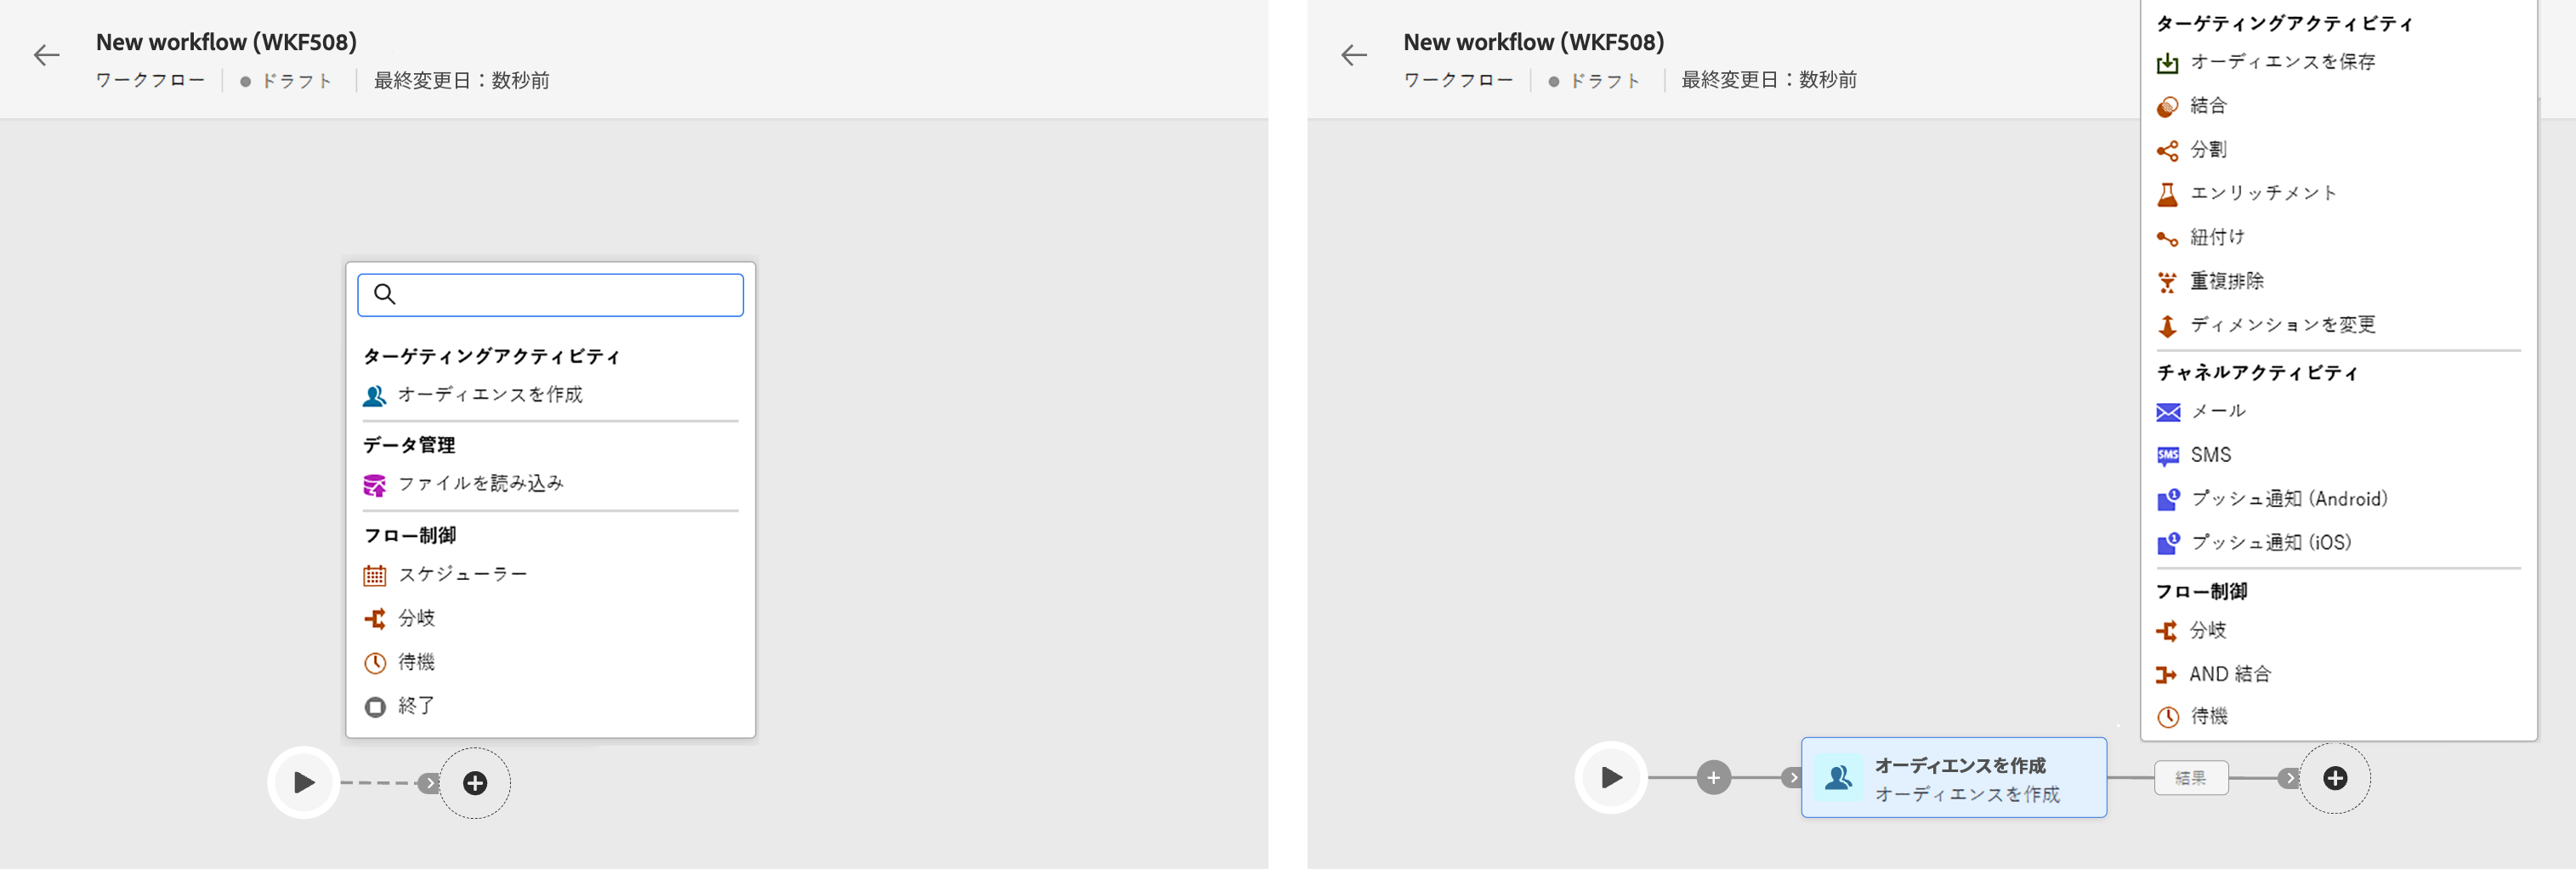 New workflow (WKF508)
ワークフロー ドラフト 最終変更日：数秒前
ターゲティングアクティビティ
オーディエンスを作成
データ管理
ファイルを読み込み
フロー制御
スケジューラー
分岐
待機
終了
New workflow (WKF508)
ワークフロー ドラフト 最終変更日：数秒前
ターゲティングアクティビティ
オーディエンスを保存
結合
分割
エンリッチメント
紐付け
重複排除
ディメンションを変更
チャネルアクティビティ
メール
SMS
SMS
プッシュ通知 (Android)
プッシュ通知 (iOS)
フロー制御
分岐
AND 結合
待機
オーディエンスを作成
オーディエンスを作成
結果